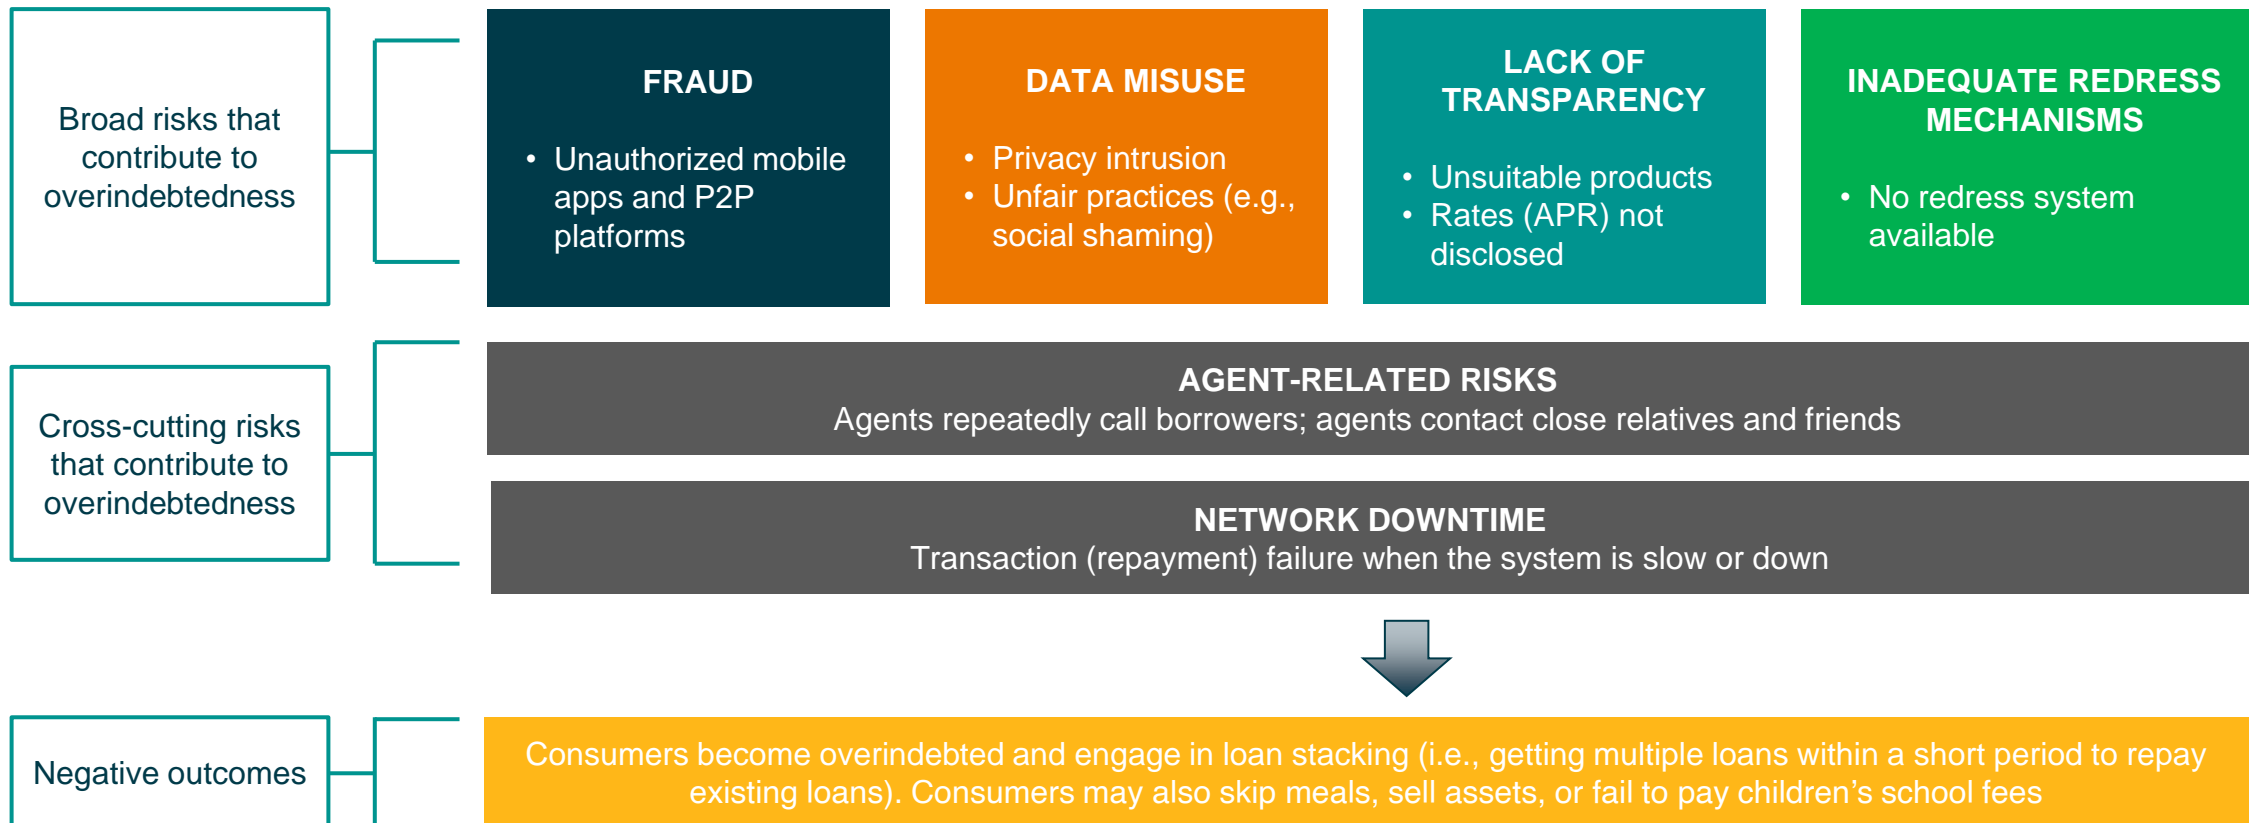 Broad risks that
contribute to
overindebtedness
FRAUD
• Unauthorized mobile
apps and P2P
platforms
DATA MISUSE
• Privacy intrusion
• Unfair practices (e.g.,
social shaming)
LACK OF
TRANSPARENCY
• Unsuitable products
• Rates (APR) not
disclosed
INADEQUATE REDRESS
MECHANISMS
• No redress system
available
Cross-cutting risks
that contribute to
overindebtedness
AGENT-RELATED RISKS
Agents repeatedly call borrowers; agents contact close relatives and friends
NETWORK DOWNTIME
Transaction (repayment) failure when the system is slow or down
Negative outcomes
Consumers become overindebted and engage in loan stacking (i.e., getting multiple loans within a short period to repay
existing loans). Consumers may also skip meals, sell assets, or fail to pay children’s school fees